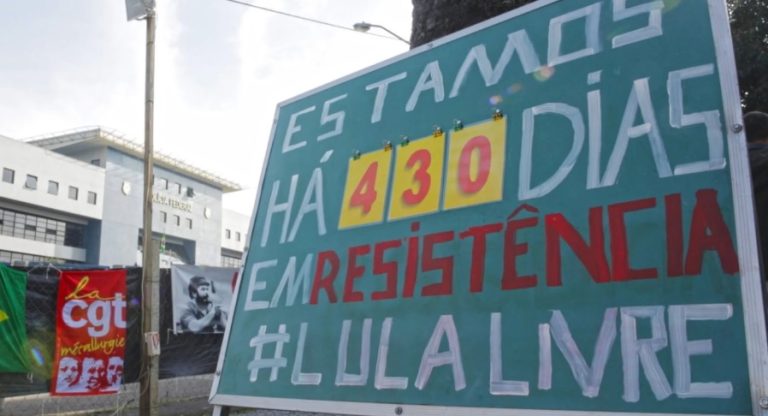 ESTAMOS
HÁ 430 DIAS
EM RESISTÊNCIA
#LULA LIVRE
la
cgt
métallurgie